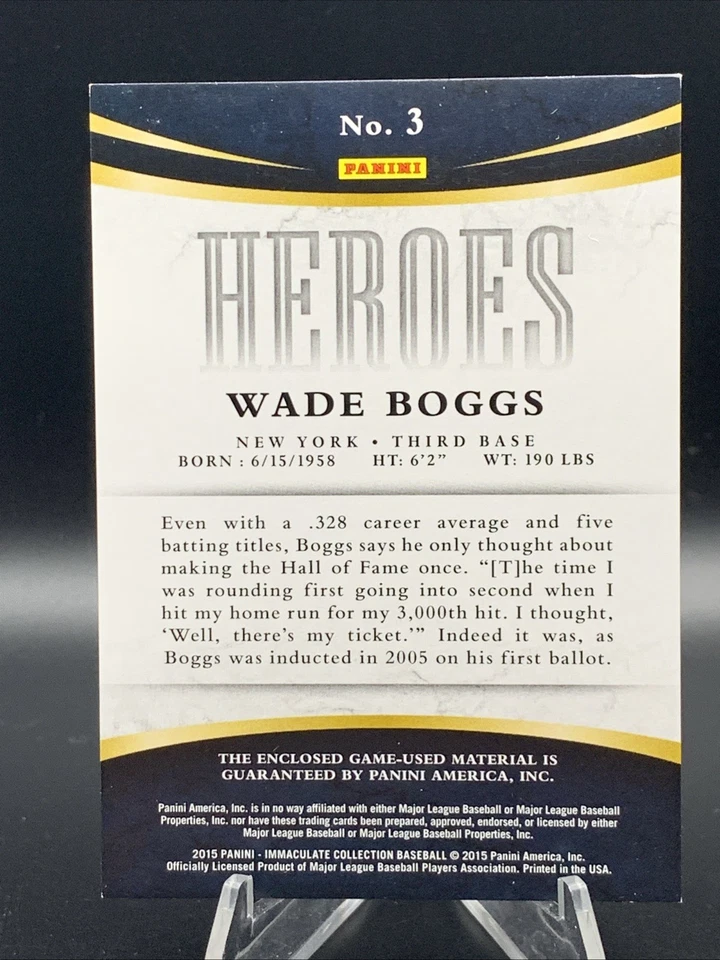 No. 3
PANINI
HEROES
WADE BOGGS
NEW YORK • THIRD BASE
BORN : 6/15/1958 HT: 6’2” WT: 190 LBS
Even with a .328 career average and five
batting titles, Boggs says he only thought about
making the Hall of Fame once. “[T]he time I
was rounding first going into second when I
hit my home run for my 3,000th hit. I thought,
‘Well, there’s my ticket.’” Indeed it was, as
Boggs was inducted in 2005 on his first ballot.
THE ENCLOSED GAME-USED MATERIAL IS
GUARANTEED BY PANINI AMERICA, INC.
Panini America, Inc. is in no way affiliated with either Major League Baseball or Major League Baseball
Properties, Inc. nor have these trading cards been prepared, approved, endorsed, or licensed by either
Major League Baseball or Major League Baseball Properties, Inc.
2015 PANINI - IMMACULATE COLLECTION BASEBALL © 2015 Panini America, Inc.
Officially Licensed Product of Major League Baseball Players Association. Printed in the USA.